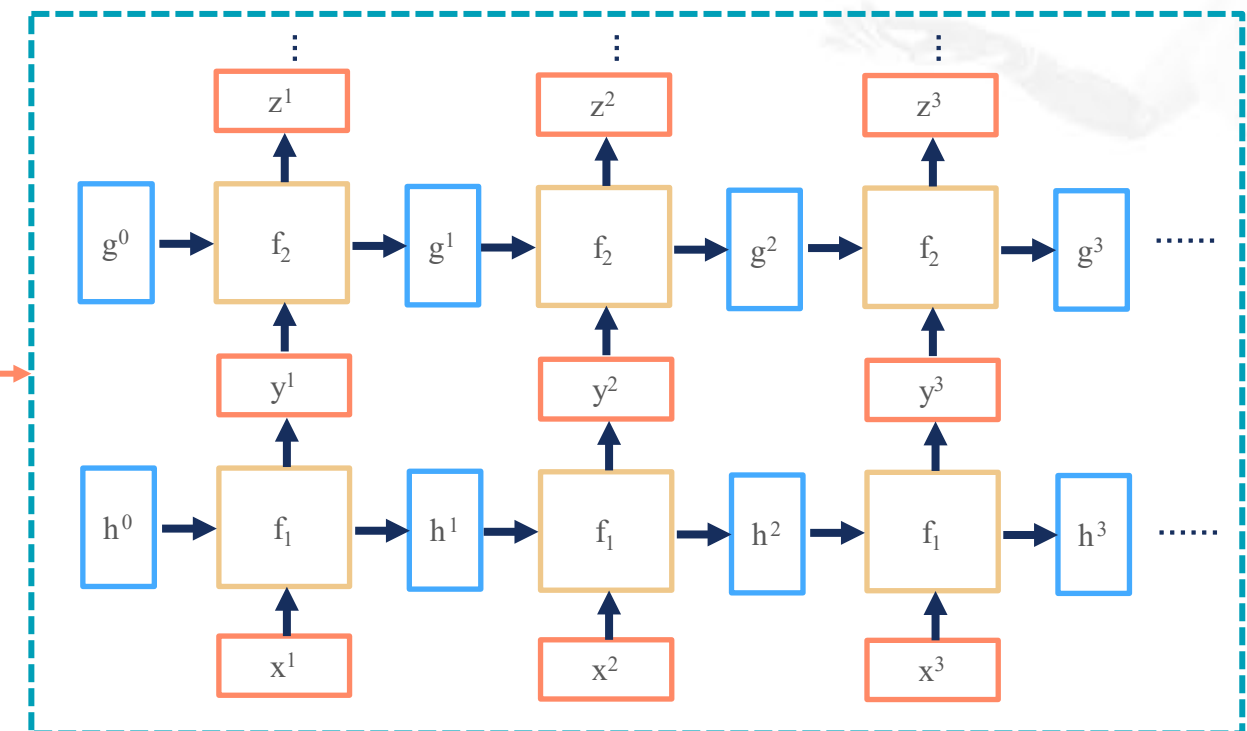 z¹ z² z³
g⁰ f₂ g¹ f₂ g² f₂ g³ ......
y¹ y² y³
h⁰ f₁ h¹ f₁ h² f₁ h³ ......
x¹ x² x³